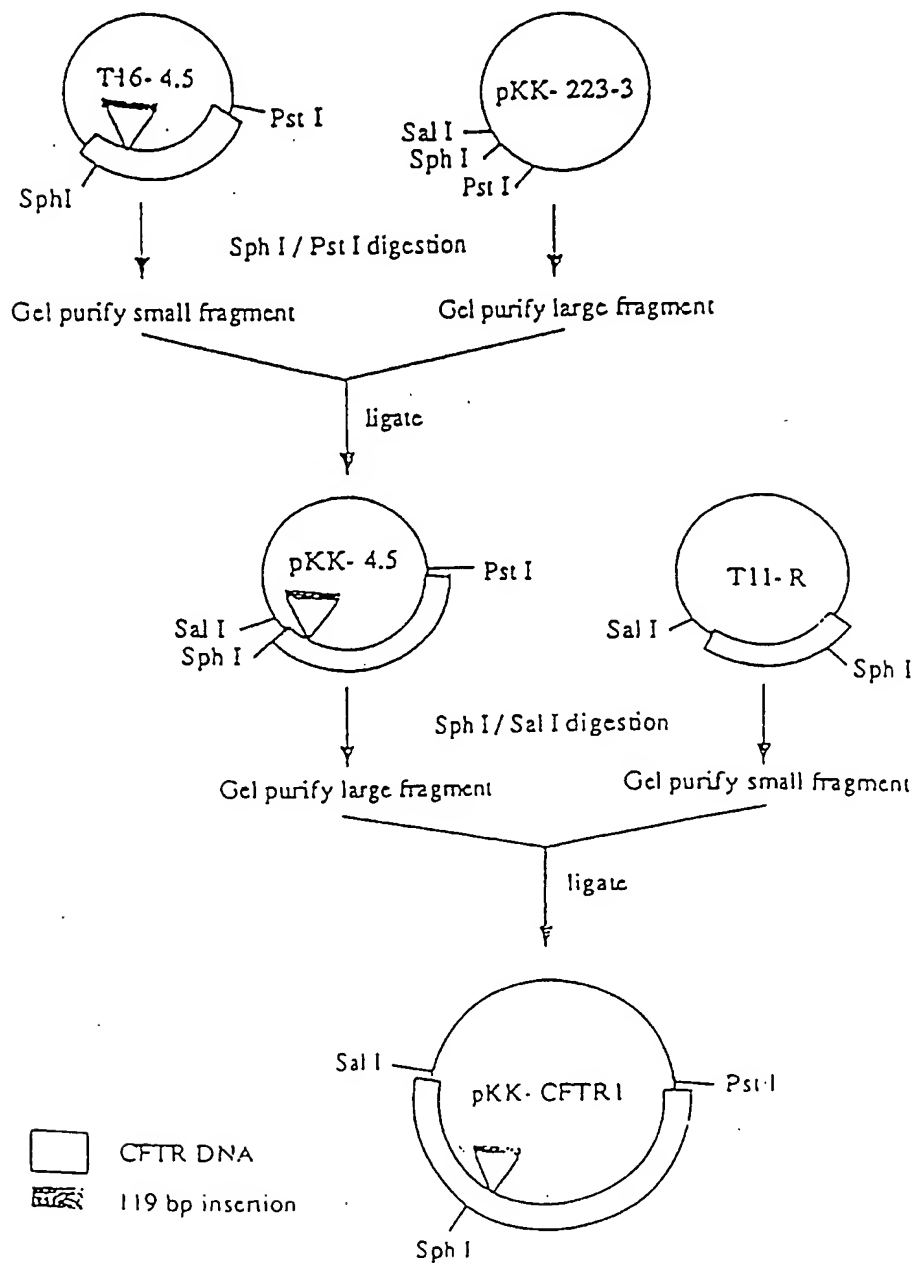 T16-4.5
Pst I
SphI
pKK-223-3
Sal I
Sph I
Pst I
Sph I / Pst I digestion
Gel purify small fragment
Gel purify large fragment
ligate
pKK-4.5
Pst I
Sal I
Sph I
T11-R
Sal I
Sph I
Sph I / Sal I digestion
Gel purify large fragment
Gel purify small fragment
ligate
Sal I
pKK-CFTR1
Pst I
Sph I
CFTR DNA
119 bp insertion